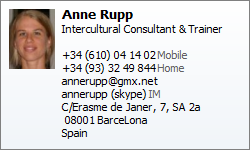 Anne Rupp
Intercultural Consultant & Trainer
+34 (610) 04 14 02 Mobile
+34 (93) 32 49 844 Home
annerupp@gmx.net
annerupp (skype) IM
C/Erasme de Janer, 7, SA 2a
08001 BarceLona
Spain